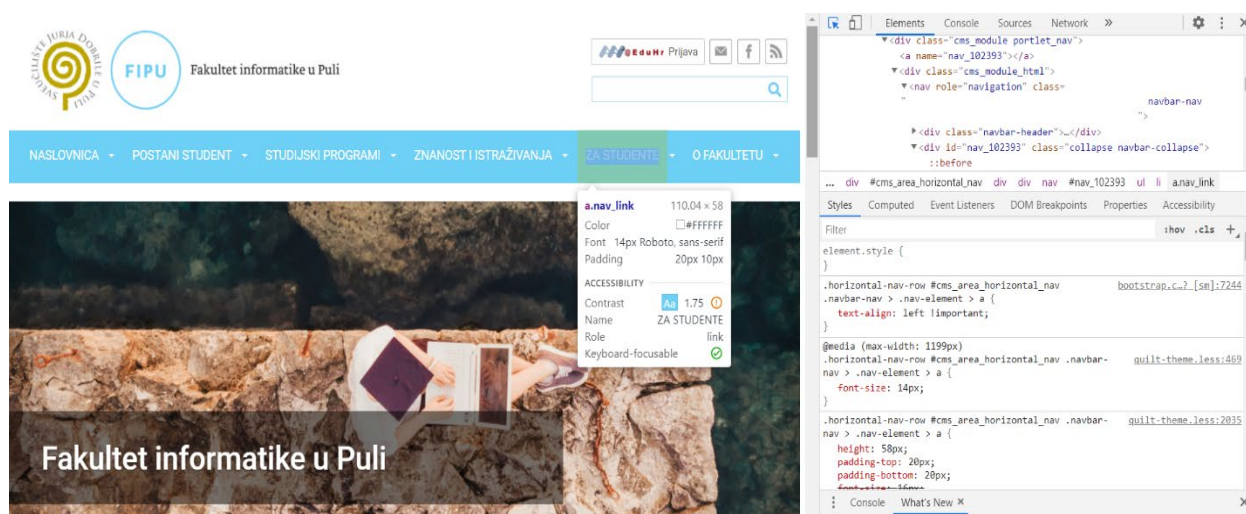 SVEUČILIŠTE JURJA DOBRILE U PULI
FIPU
Fakultet informatike u Puli
@EduHr Prijava
NASLOVNICA
POSTANI STUDENT
STUDIJSKI PROGRAMI
ZNANOST I ISTRAŽIVANJA
ZA STUDENTE
O FAKULTETU
a.nav_link 110.04 × 58
Color #FFFFFF
Font 14px Roboto, sans-serif
Padding 20px 10px
ACCESSIBILITY
Contrast Aa 1.75
Name ZA STUDENTE
Role link
Keyboard-focusable
Fakultet informatike u Puli
Elements Console Sources Network »
▼<div class="cms_module portlet_nav">
<a name="nav_102393"></a>
▼<div class="cms_module_html">
▼<nav role="navigation" class=
" navbar-nav
">
▶<div class="navbar-header">…</div>
▼<div id="nav_102393" class="collapse navbar-collapse">
::before
... div #cms_area_horizontal_nav div div nav #nav_102393 ul li a.nav_link
Styles Computed Event Listeners DOM Breakpoints Properties Accessibility
Filter :hov .cls +
element.style {
}
.horizontal-nav-row #cms_area_horizontal_nav bootstrap.c…? [sm]:7244
.navbar-nav > .nav-element > a {
text-align: left !important;
}
@media (max-width: 1199px)
.horizontal-nav-row #cms_area_horizontal_nav .navbar- quilt-theme.less:469
nav > .nav-element > a {
font-size: 14px;
}
.horizontal-nav-row #cms_area_horizontal_nav .navbar- quilt-theme.less:2035
nav > .nav-element > a {
height: 58px;
padding-top: 20px;
padding-bottom: 20px;
font-size: 16px;
Console What's New ×